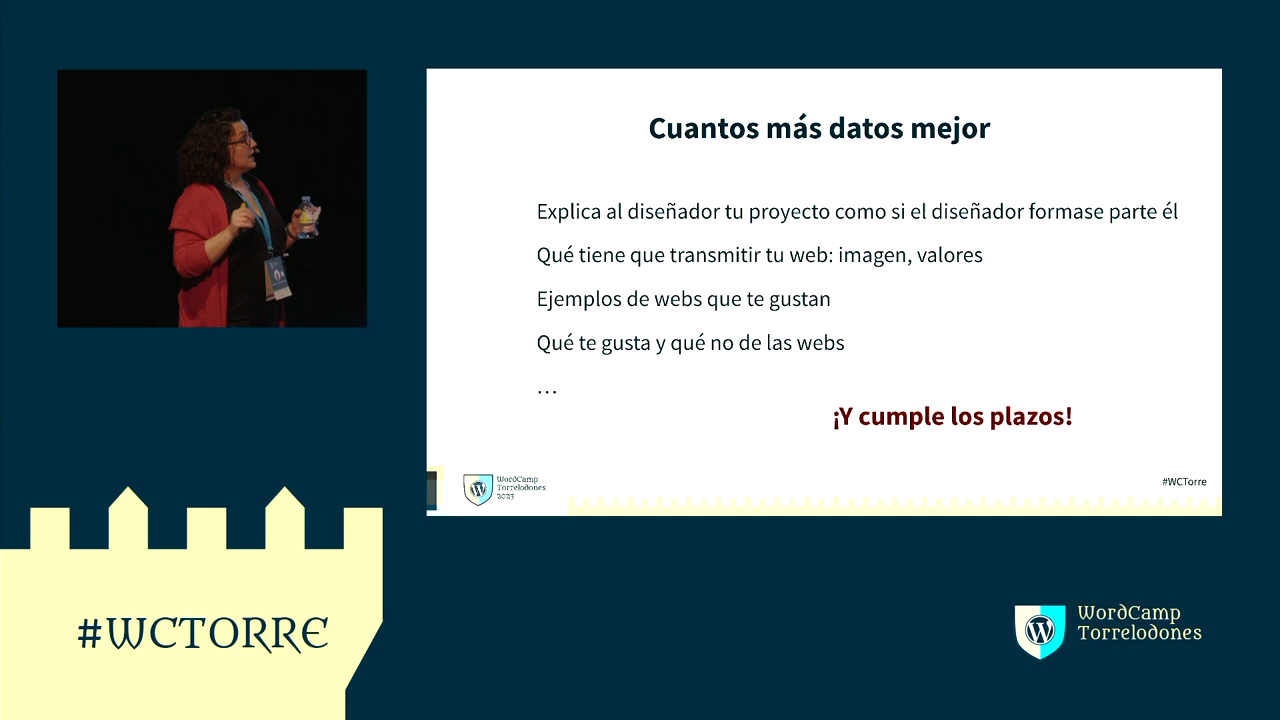 Cuantos más datos mejor
Explica al diseñador tu proyecto como si el diseñador formase parte él
Qué tiene que transmitir tu web: imagen, valores
Ejemplos de webs que te gustan
Qué te gusta y qué no de las webs
...
¡Y cumple los plazos!
WordCamp
Torrelodones
2023
#WCTorre
#WCTORRE
WordCamp
Torrelodones